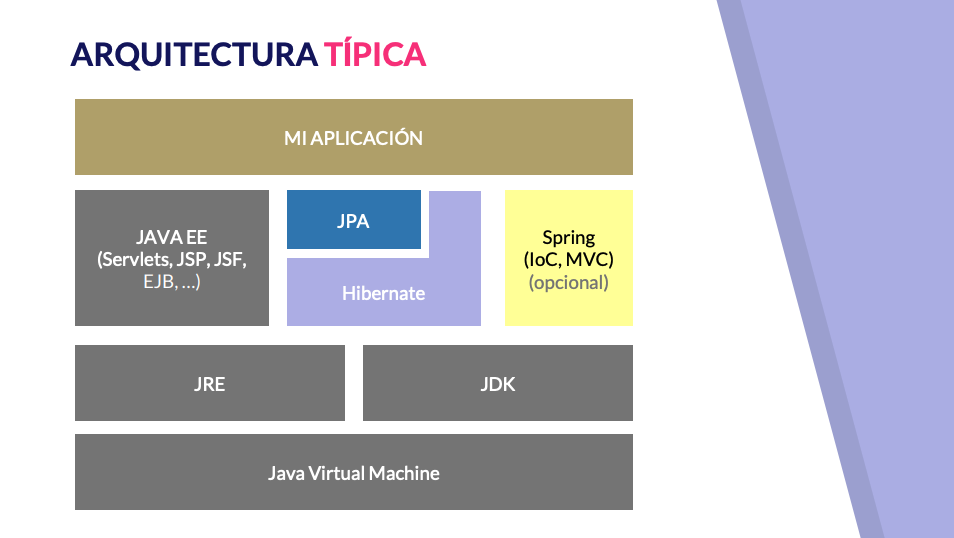 ARQUITECTURA TÍPICA
MI APLICACIÓN
JAVA EE
(Servlets, JSP, JSF,
EJB, ...)
JPA
Hibernate
Spring
(IoC, MVC)
(opcional)
JRE
JDK
Java Virtual Machine